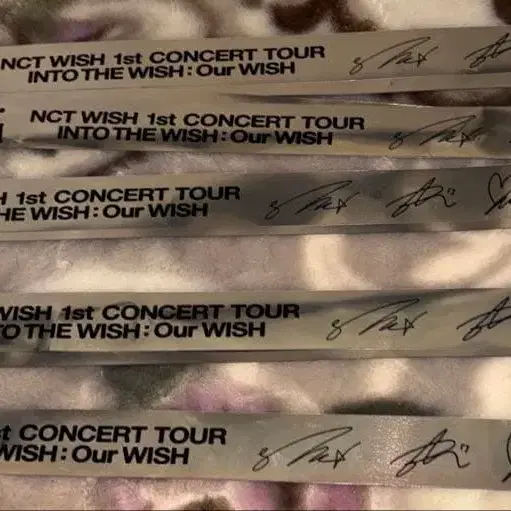 NCT WISH 1st CONCERT TOUR
INTO THE WISH : Our WISH
NCT WISH 1st CONCERT TOUR
INTO THE WISH : Our WISH
H 1st CONCERT TOUR
HE WISH : Our WISH
WISH 1st CONCERT TOUR
TO THE WISH : Our WISH
t CONCERT TOUR
WISH : Our WISH